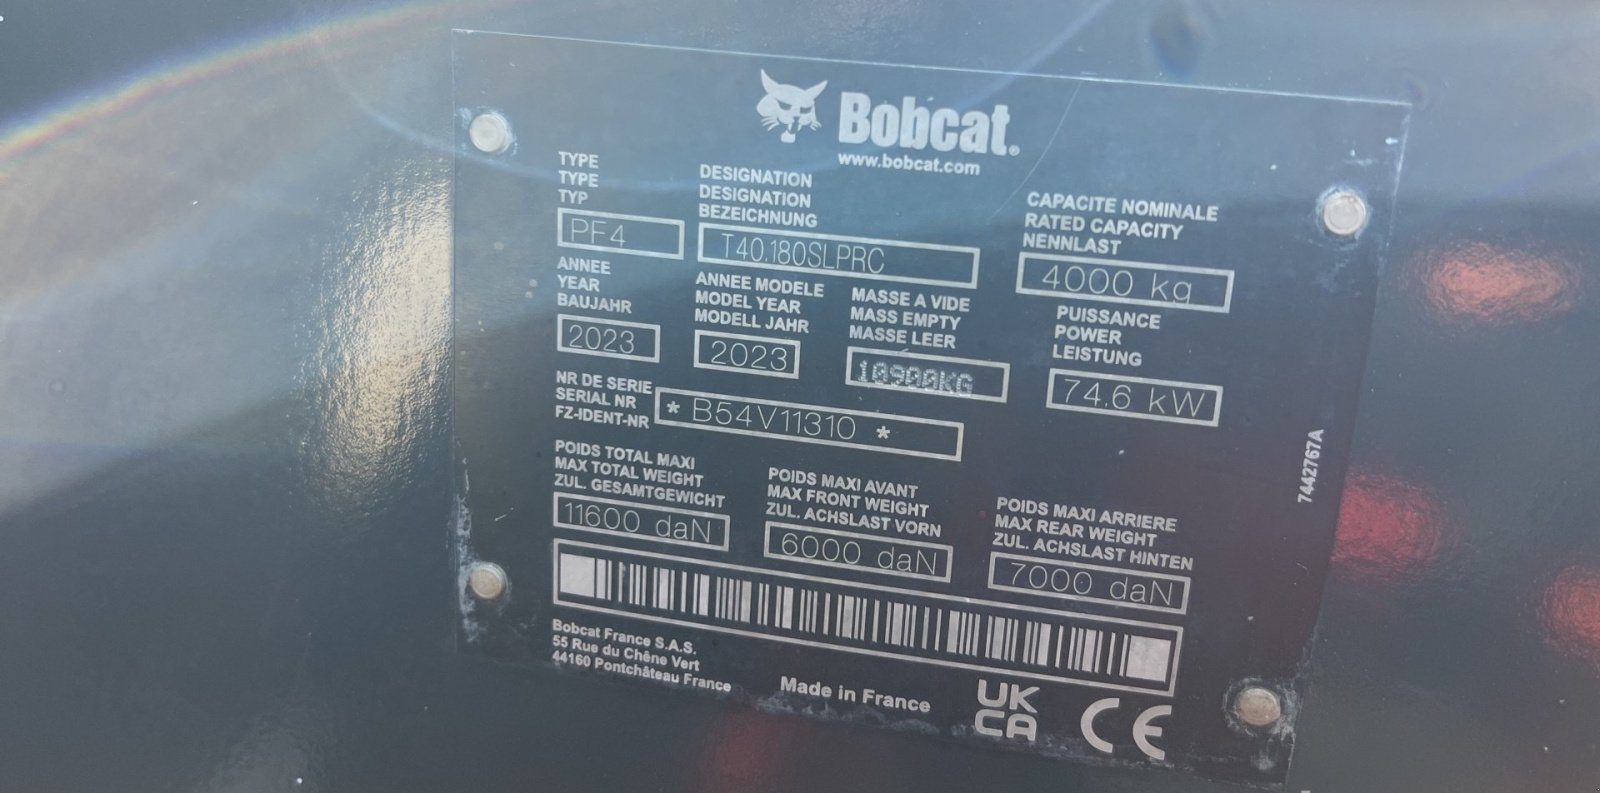 Bobcat®
www.bobcat.com
TYPE
TYPE
TYP
PF4
DESIGNATION
DESIGNATION
BEZEICHNUNG
T40.180SLPRC
CAPACITE NOMINALE
RATED CAPACITY
NENNLAST
4000 kg
ANNEE
YEAR
BAUJAHR
2023
ANNEE MODELE
MODEL YEAR
MODELL JAHR
2023
MASSE A VIDE
MASS EMPTY
MASSE LEER
10900KG
PUISSANCE
POWER
LEISTUNG
74.6 kW
NR DE SERIE
SERIAL NR
FZ-IDENT-NR
* B54V11310 *
POIDS TOTAL MAXI
MAX TOTAL WEIGHT
ZUL. GESAMTGEWICHT
11600 daN
POIDS MAXI AVANT
MAX FRONT WEIGHT
ZUL. ACHSLAST VORN
6000 daN
POIDS MAXI ARRIERE
MAX REAR WEIGHT
ZUL. ACHSLAST HINTEN
7000 daN
7442767A
Bobcat France S.A.S.
55 Rue du Chêne Vert
44160 Pontchâteau France
Made in France
UK
CA
CE